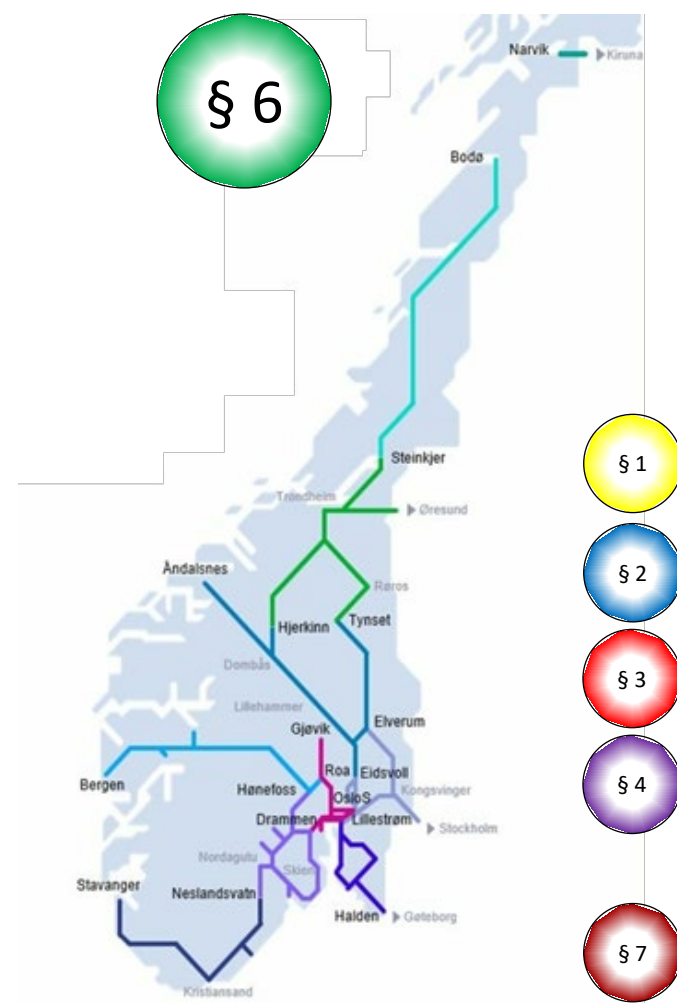 § 6
Narvik
Kiruna
Bodø
Steinkjer
§ 1
Trondheim
Øresund
Åndalsnes
§ 2
Røros
Hjerkinn
Tynset
Dombås
§ 3
Lillehammer
Gjøvik
Elverum
Roa
Eidsvoll
Bergen
Hønefoss
Kongsvinger
§ 4
OsloS
Drammen
Lillestrøm
Stockholm
Nordagutu
Skien
Stavanger
Neslandsvatn
Halden
Gøteborg
§ 7
Kristiansand